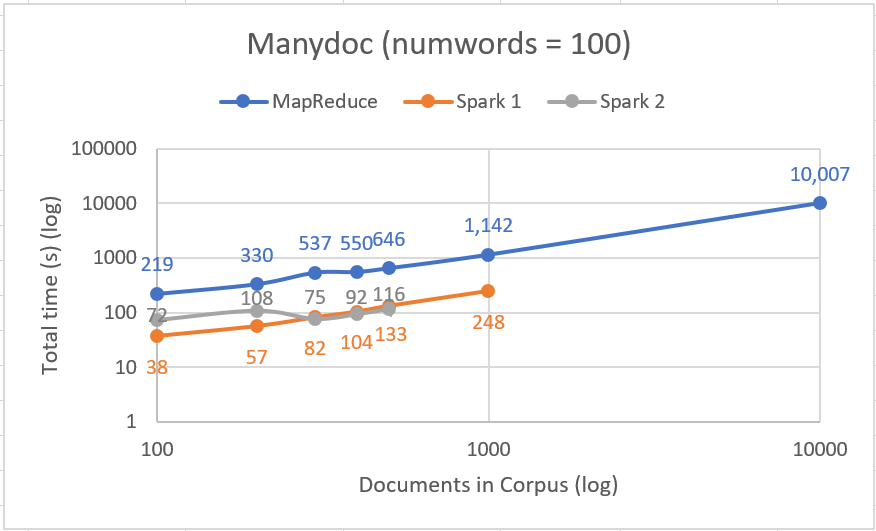 Manydoc (numwords = 100)
MapReduce Spark 1 Spark 2
Total time (s) (log)
100000
10000
1000
100
10
1
219 330 537 550 646 1,142 10,007
72 108 75 92 116
38 57 82 104 133 248
100 1000 10000
Documents in Corpus (log)